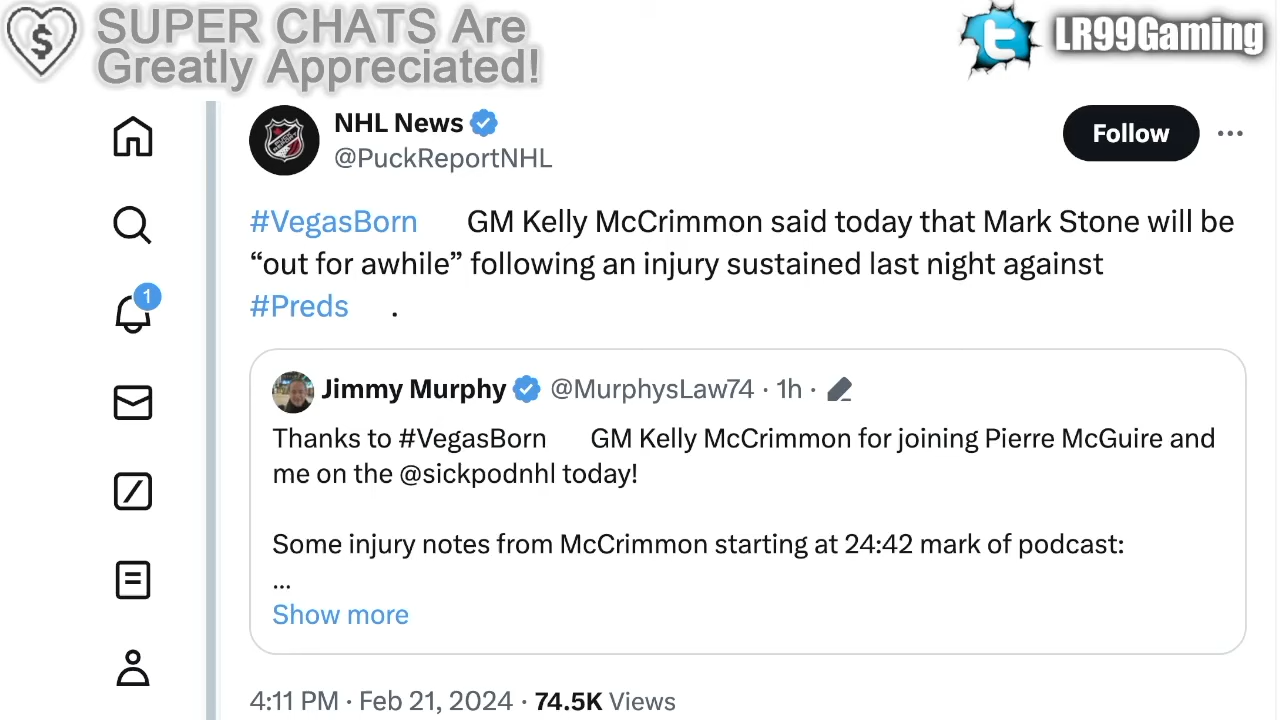 SUPER CHATS Are
Greatly Appreciated!
LR99Gaming
NHL News
@PuckReportNHL
Follow
#VegasBorn GM Kelly McCrimmon said today that Mark Stone will be
“out for awhile” following an injury sustained last night against
#Preds .
1
Jimmy Murphy @MurphysLaw74 · 1h ·
Thanks to #VegasBorn GM Kelly McCrimmon for joining Pierre McGuire and
me on the @sickpodnhl today!
Some injury notes from McCrimmon starting at 24:42 mark of podcast:
...
Show more
4:11 PM · Feb 21, 2024 · 74.5K Views